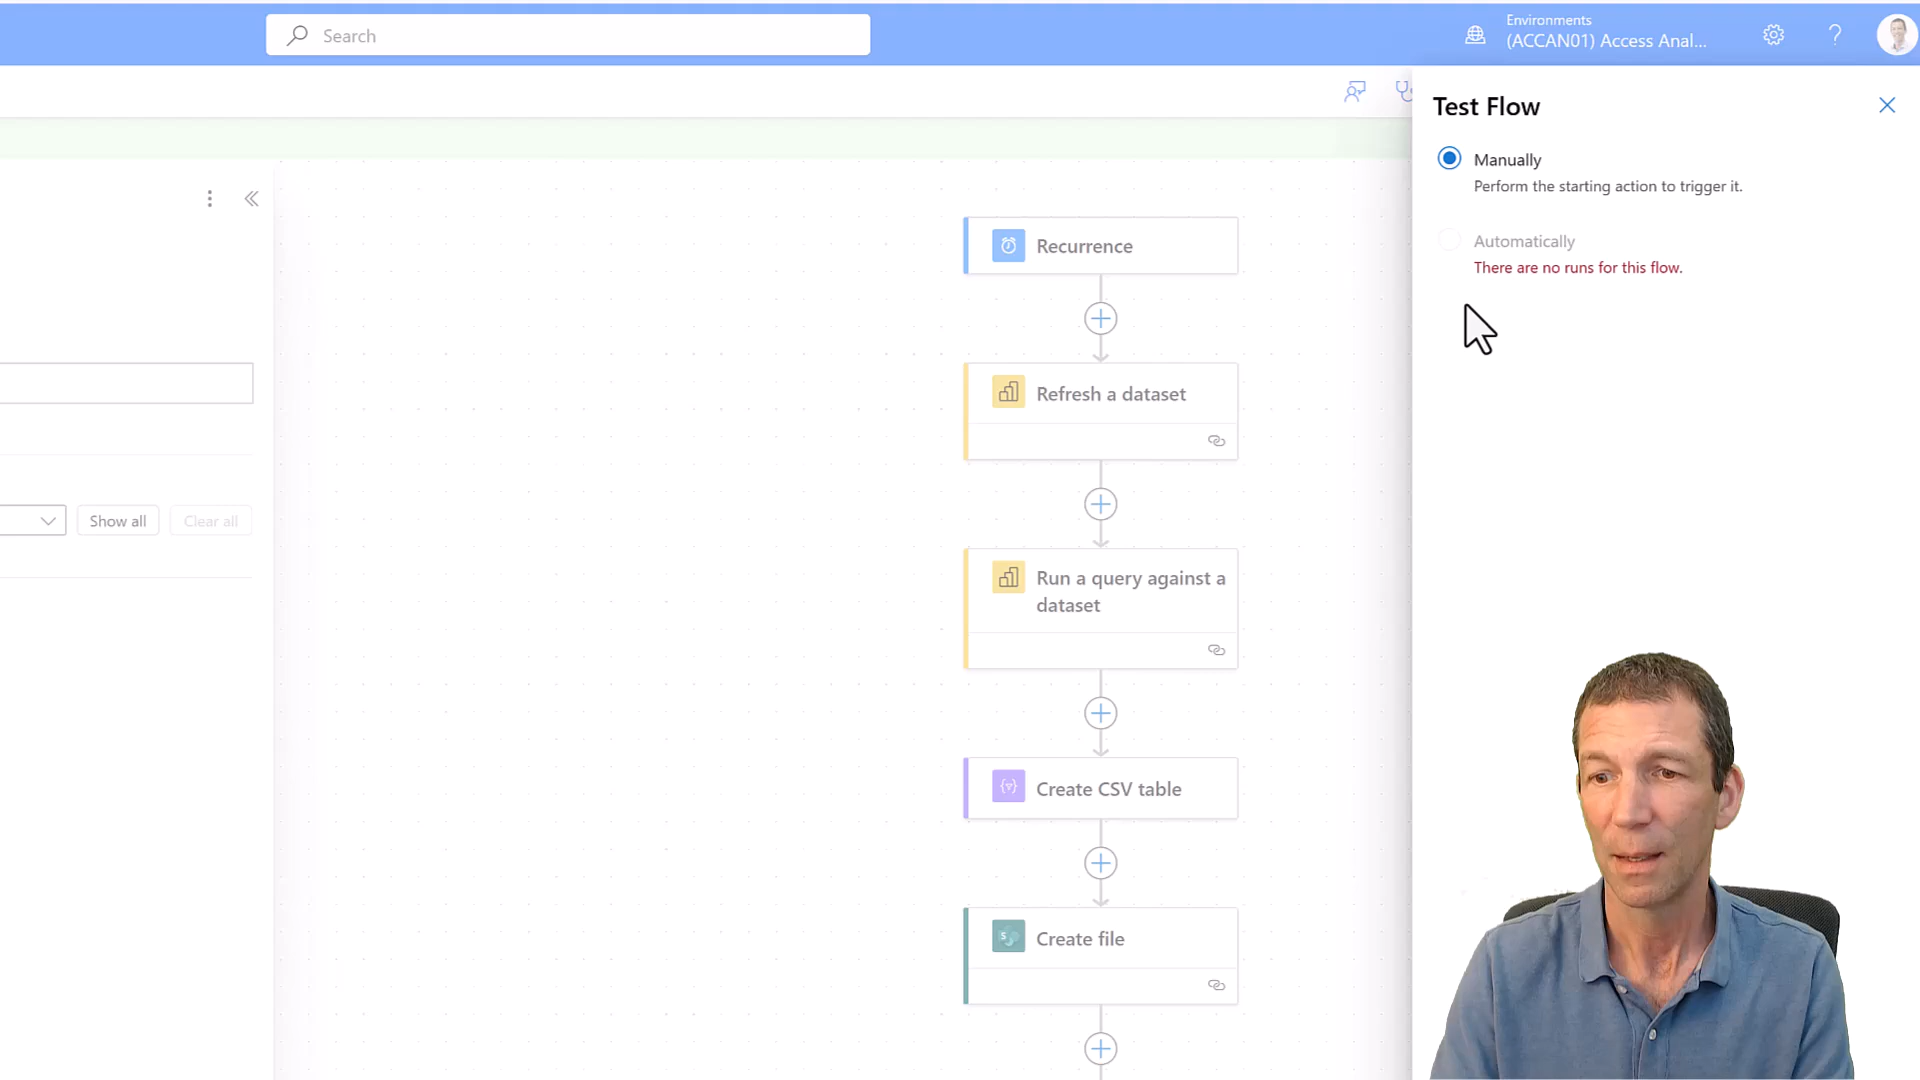 Search
Environments
(ACCAN01) Access Anal...
Test Flow
Manually
Perform the starting action to trigger it.
Automatically
There are no runs for this flow.
Recurrence
Refresh a dataset
Run a query against a
dataset
Show all
Clear all
Create CSV table
Create file